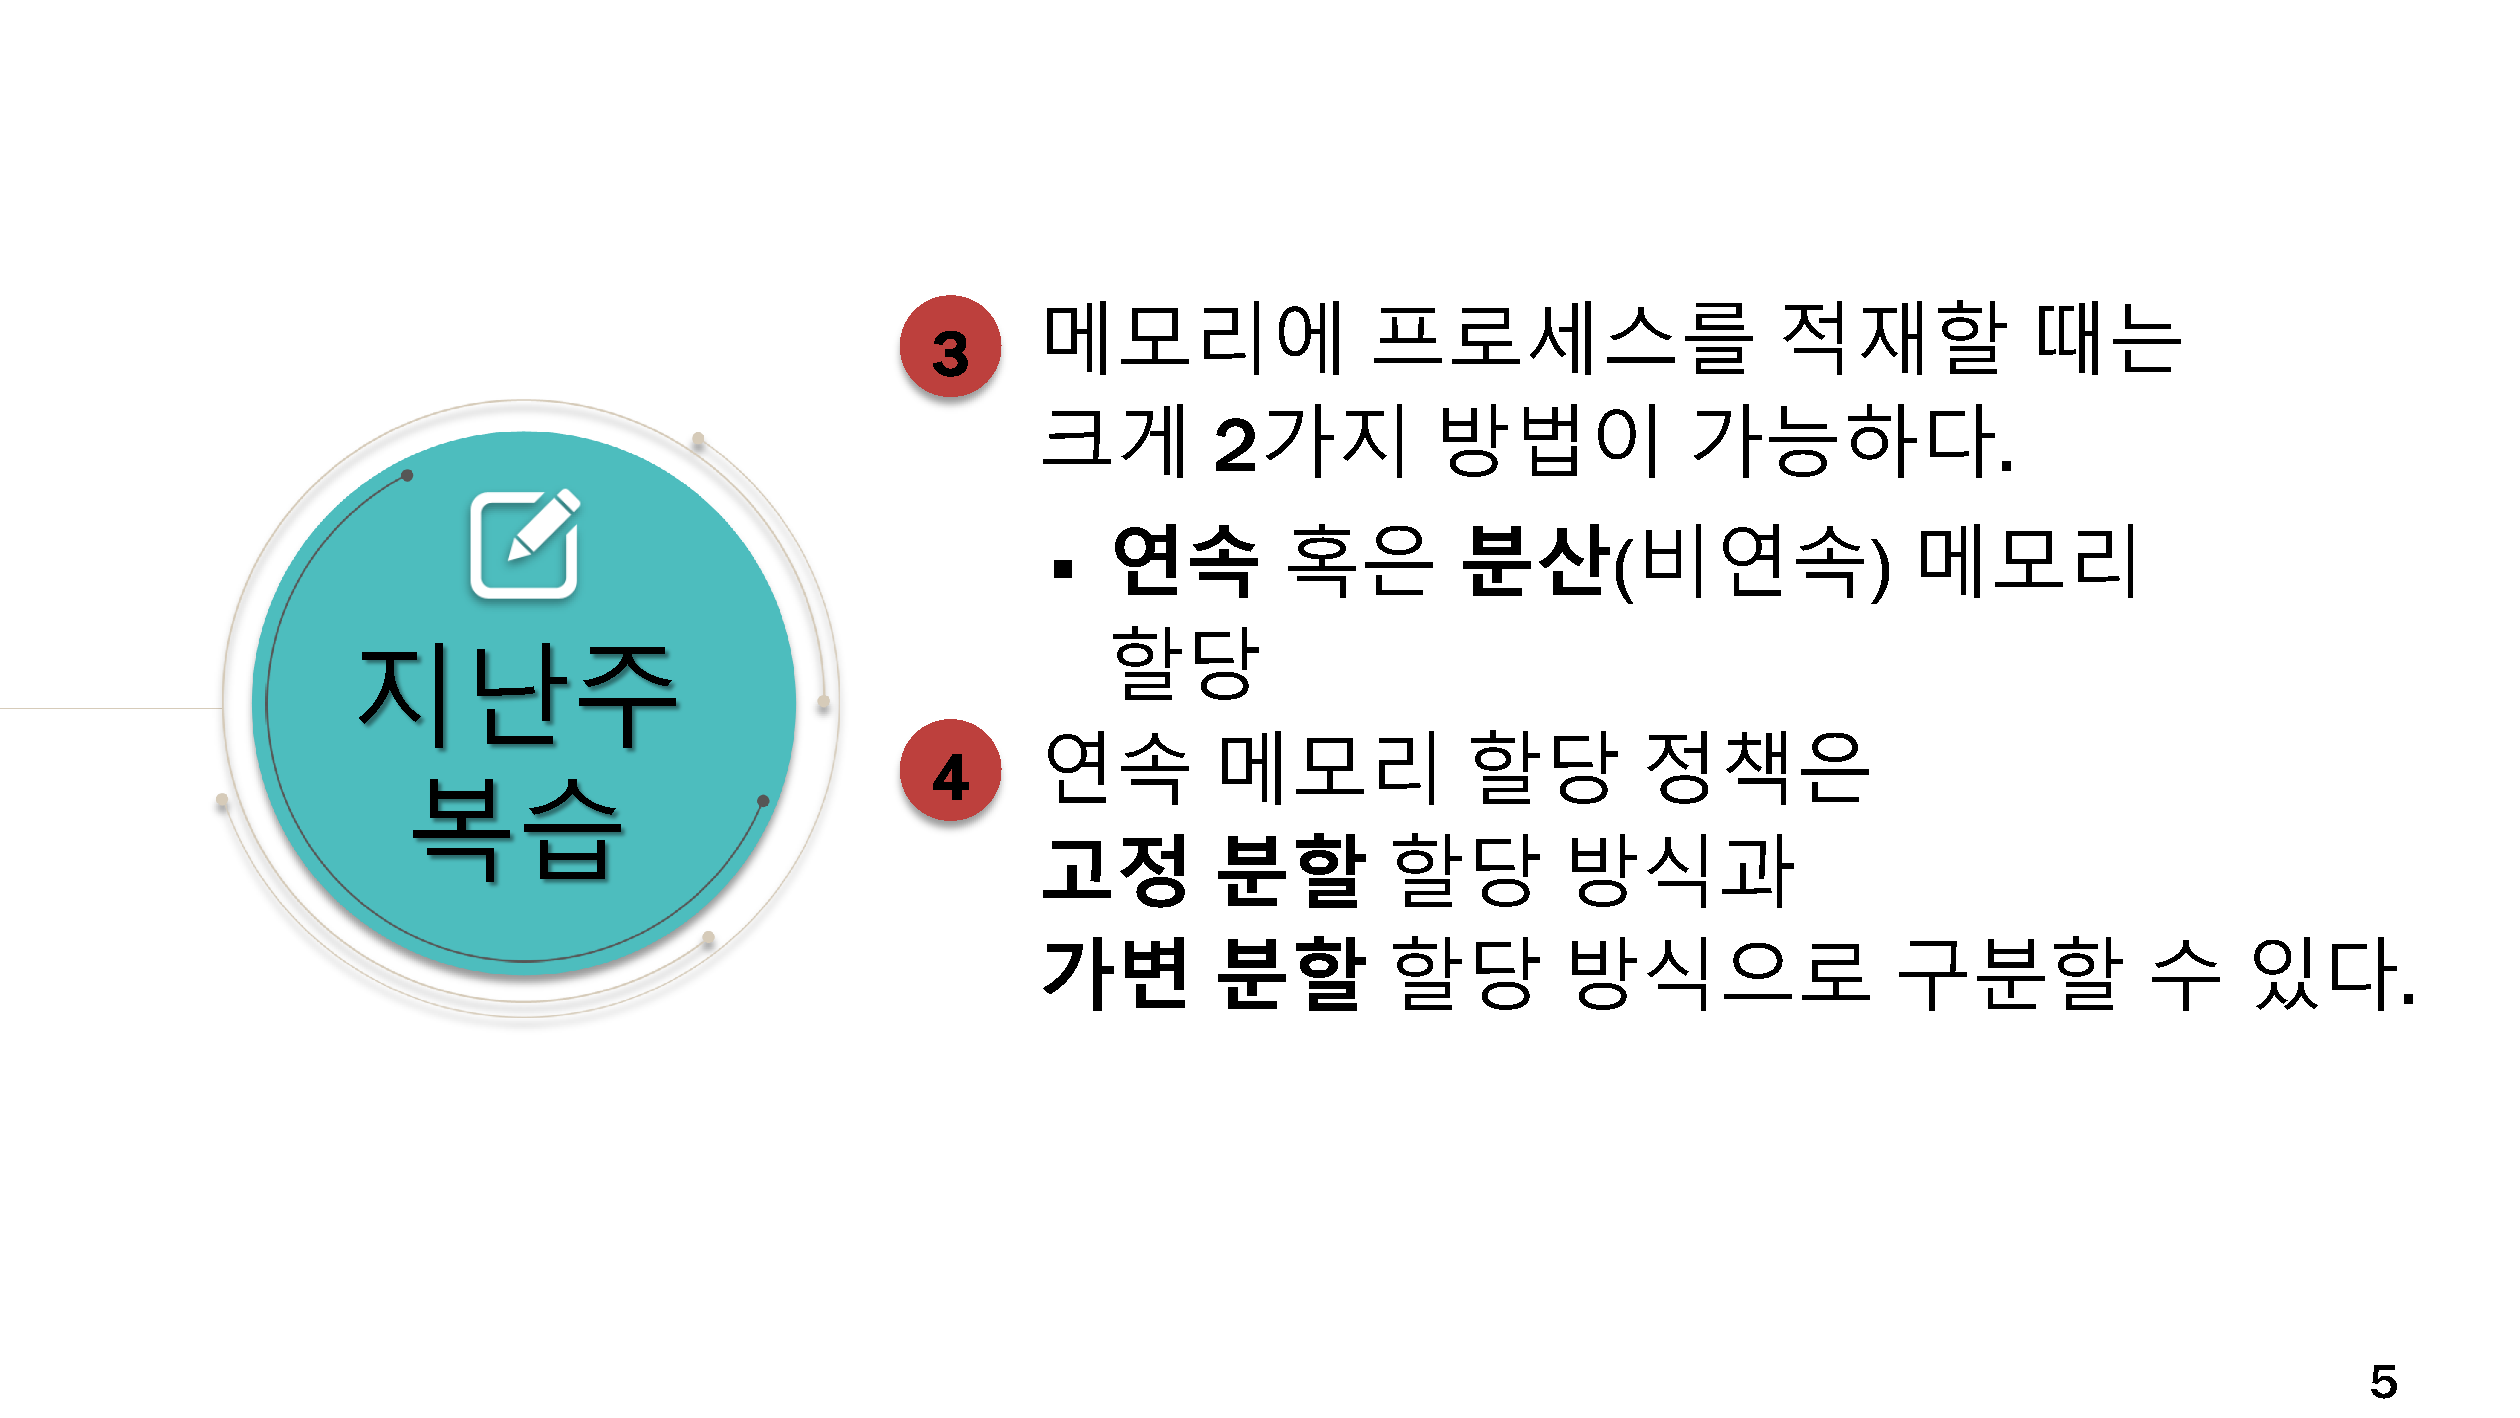 지난주
복습
3
메모리에 프로세스를 적재할 때는
크게 2가지 방법이 가능하다.
▪ 연속 혹은 분산(비연속) 메모리
할당
4
연속 메모리 할당 정책은
고정 분할 할당 방식과
가변 분할 할당 방식으로 구분할 수 있다.
5